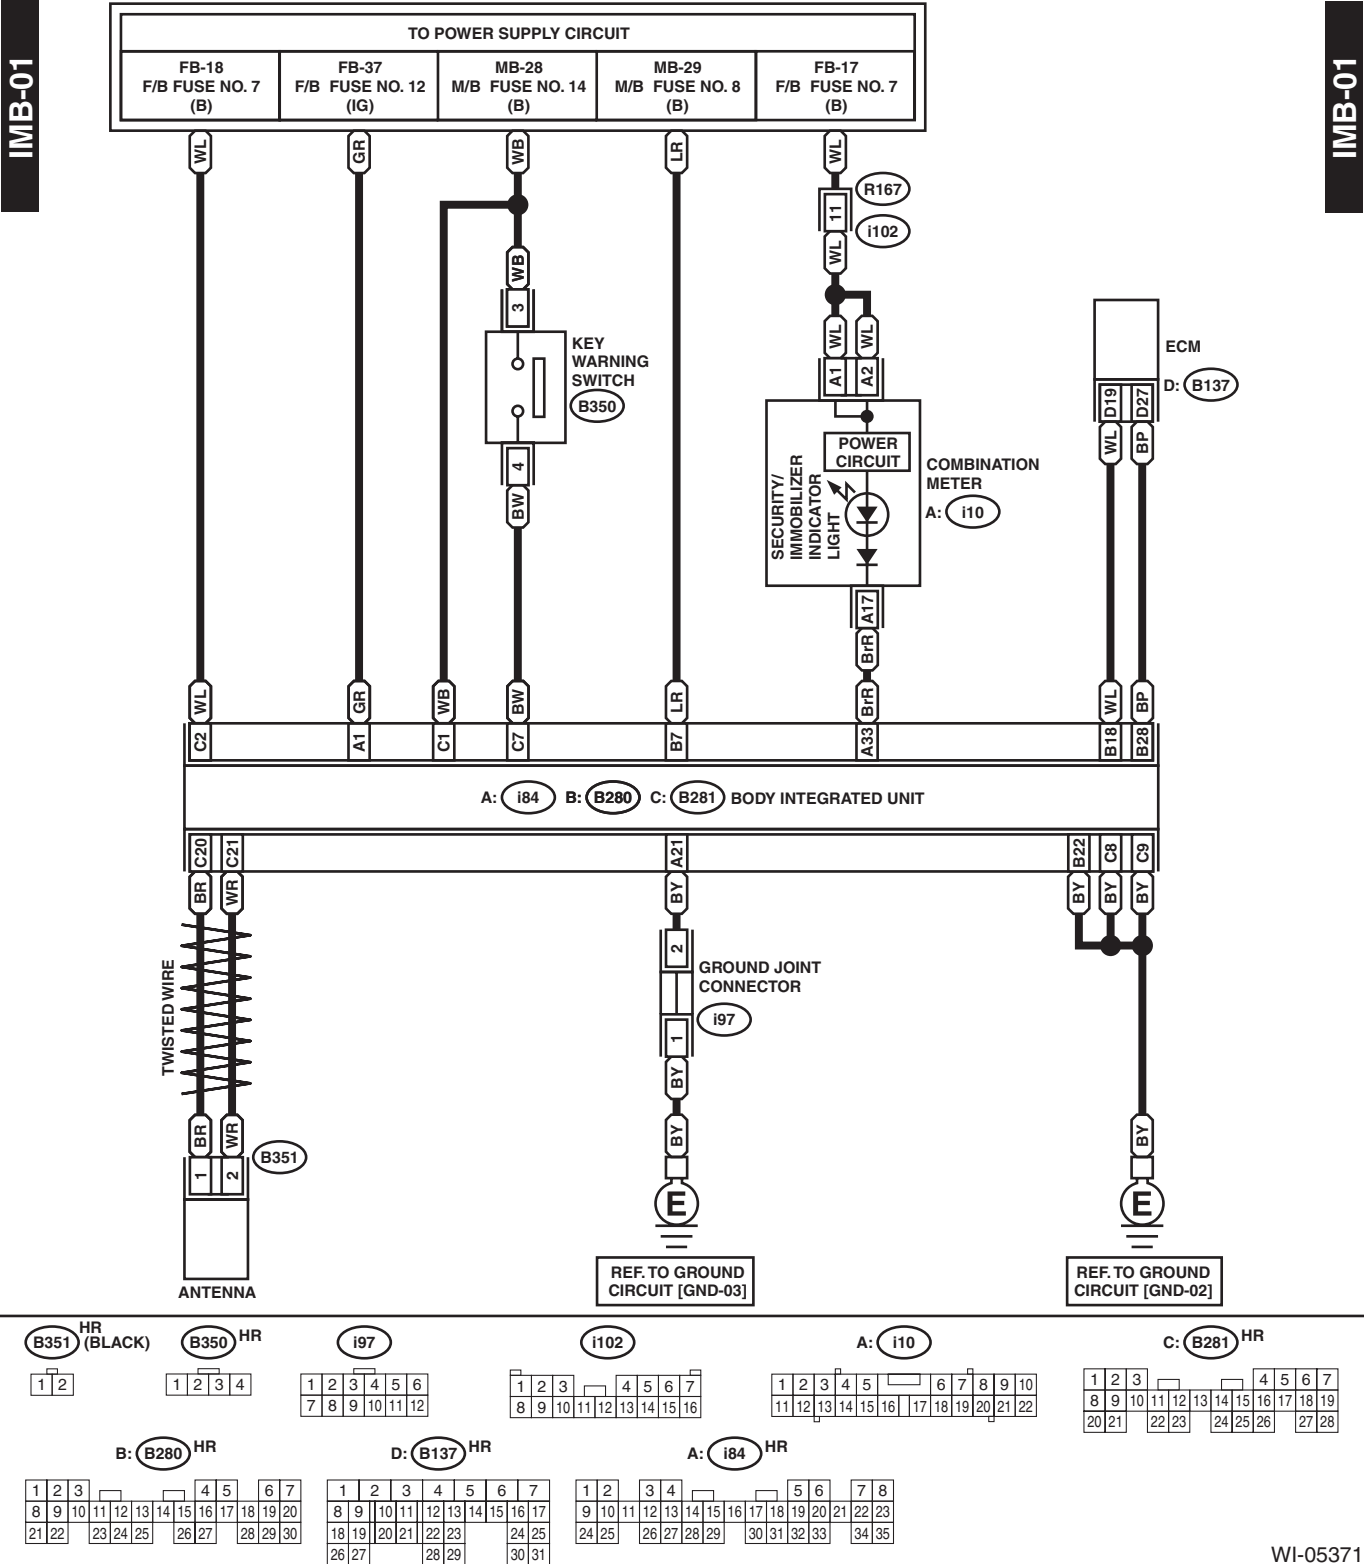 IMB-01
IMB-01
TO POWER SUPPLY CIRCUIT
FB-18
F/B FUSE NO. 7
(B)
FB-37
F/B FUSE NO. 12
(IG)
MB-28
M/B FUSE NO. 14
(B)
MB-29
M/B FUSE NO. 8
(B)
FB-17
F/B FUSE NO. 7
(B)
WL
GR
WB
LR
WL
R167
11
i102
WL
WB
3
KEY
WARNING
SWITCH
B350
4
BW
WL
WL
A1
A2
POWER
CIRCUIT
SECURITY/
IMMOBILIZER
INDICATOR
LIGHT
COMBINATION
METER
A: i10
A17
BrR
ECM
D: B137
D19
D27
WL
BP
WL
GR
WB
BW
LR
BrR
WL
BP
C2
A1
C1
C7
B7
A33
B18
B28
A: i84 B: B280 C: B281 BODY INTEGRATED UNIT
C20
C21
A21
B22
C8
C9
BR
WR
BY
BY
BY
BY
TWISTED WIRE
2
GROUND JOINT
CONNECTOR
i97
1
BY
BR
WR
B351
1
2
ANTENNA
BY
E
REF. TO GROUND
CIRCUIT [GND-03]
BY
E
REF. TO GROUND
CIRCUIT [GND-02]
B351 HR (BLACK)
1 2
B350 HR
1 2 3 4
i97
1 2 3 4 5 6
7 8 9 10 11 12
i102
1 2 3 4 5 6 7
8 9 10 11 12 13 14 15 16
A: i10
1 2 3 4 5 6 7 8 9 10
11 12 13 14 15 16 17 18 19 20 21 22
C: B281 HR
1 2 3 4 5 6 7
8 9 10 11 12 13 14 15 16 17 18 19
20 21 22 23 24 25 26 27 28
B: B280 HR
1 2 3 4 5 6 7
8 9 10 11 12 13 14 15 16 17 18 19 20
21 22 23 24 25 26 27 28 29 30
D: B137 HR
1 2 3 4 5 6 7
8 9 10 11 12 13 14 15 16 17
18 19 20 21 22 23 24 25
26 27 28 29 30 31
A: i84 HR
1 2 3 4 5 6 7 8
9 10 11 12 13 14 15 16 17 18 19 20 21 22 23
24 25 26 27 28 29 30 31 32 33 34 35
WI-05371